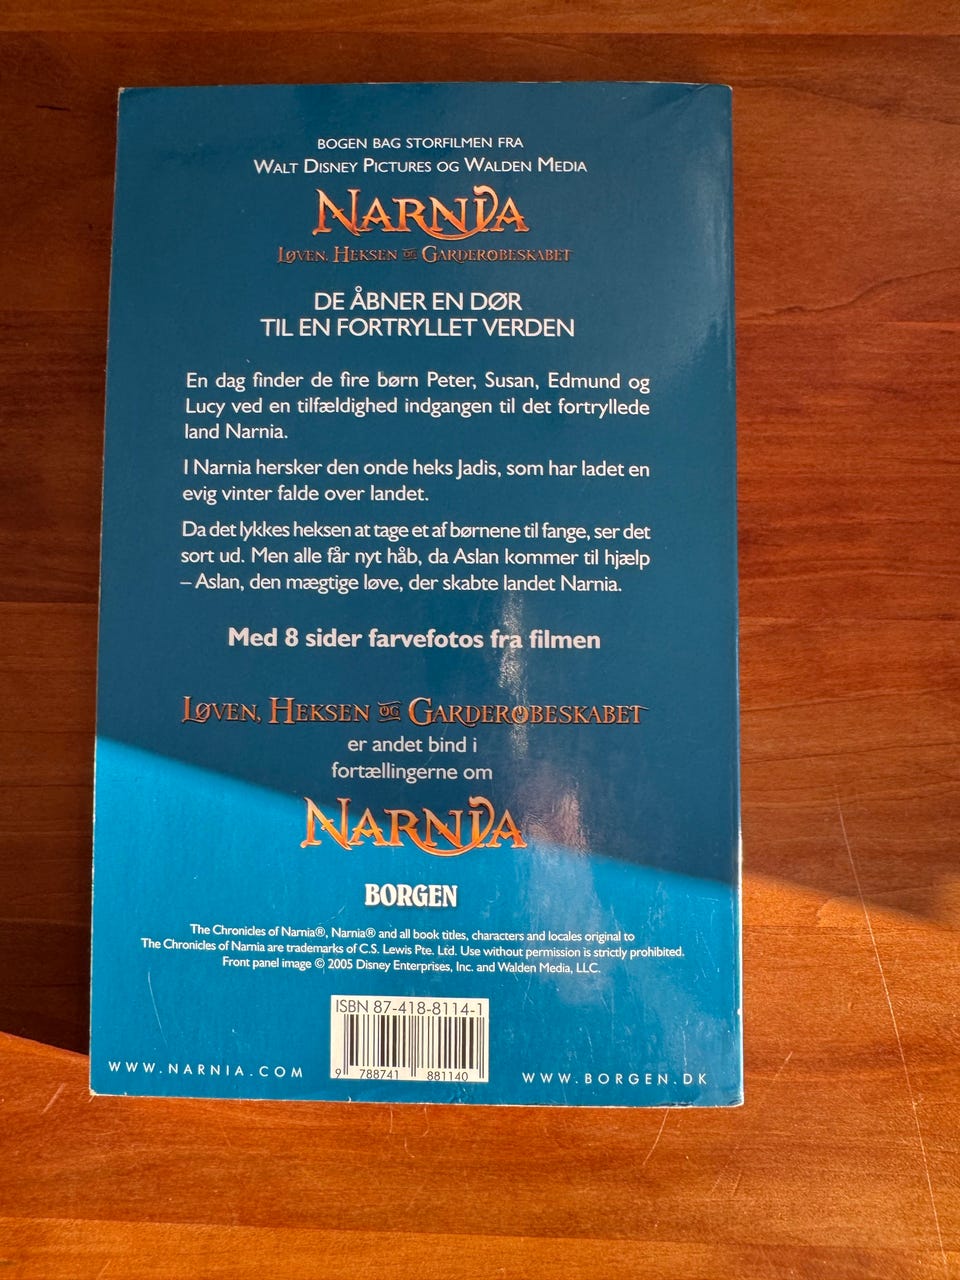 BOGEN BAG STORFILMEN FRA
WALT DISNEY PICTURES OG WALDEN MEDIA
NARNIA
LØVEN, HEKSEN OG GARDEROBESKABET
DE ÅBNER EN DØR
TIL EN FORTRYLLET VERDEN
En dag finder de fire børn Peter, Susan, Edmund og
Lucy ved en tilfældighed indgangen til det fortryllede
land Narnia.
I Narnia hersker den onde heks Jadis, som har ladet en
evig vinter falde over landet.
Da det lykkes heksen at tage et af børnene til fange, ser det
sort ud. Men alle får nyt håb, da Aslan kommer til hjælp
– Aslan, den mægtige løve, der skabte landet Narnia.
Med 8 sider farvefotos fra filmen
LØVEN, HEKSEN OG GARDEROBESKABET
er andet bind i
fortællingerne om
NARNIA
BORGEN
The Chronicles of Narnia®, Narnia® and all book titles, characters and locales original to
The Chronicles of Narnia are trademarks of C.S. Lewis Pte. Ltd. Use without permission is strictly prohibited.
Front panel image © 2005 Disney Enterprises, Inc. and Walden Media, LLC.
ISBN 87-418-8114-1
9 788741 881140
WWW.NARNIA.COM
WWW.BORGEN.DK